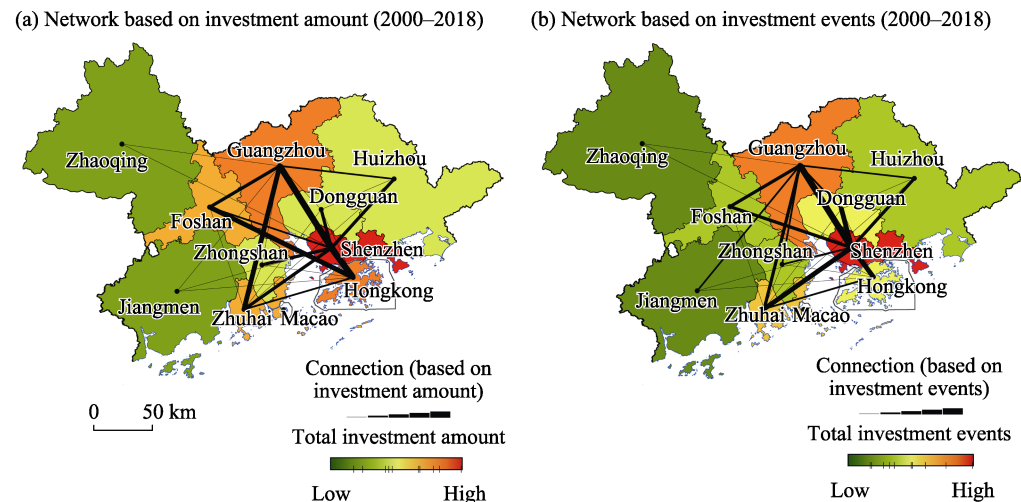 (a) Network based on investment amount (2000–2018)
Guangzhou
Zhaoqing
Huizhou
Dongguan
Foshan
Zhongshan
Shenzhen
Hongkong
Jiangmen
Zhuhai
Macao
Connection (based on
investment amount)
0
50 km
Total investment amount
Low
High
(b) Network based on investment events (2000–2018)
Guangzhou
Zhaoqing
Huizhou
Dongguan
Foshan
Zhongshan
Shenzhen
Hongkong
Jiangmen
Zhuhai
Macao
Connection (based on
investment events)
Total investment events
Low
High